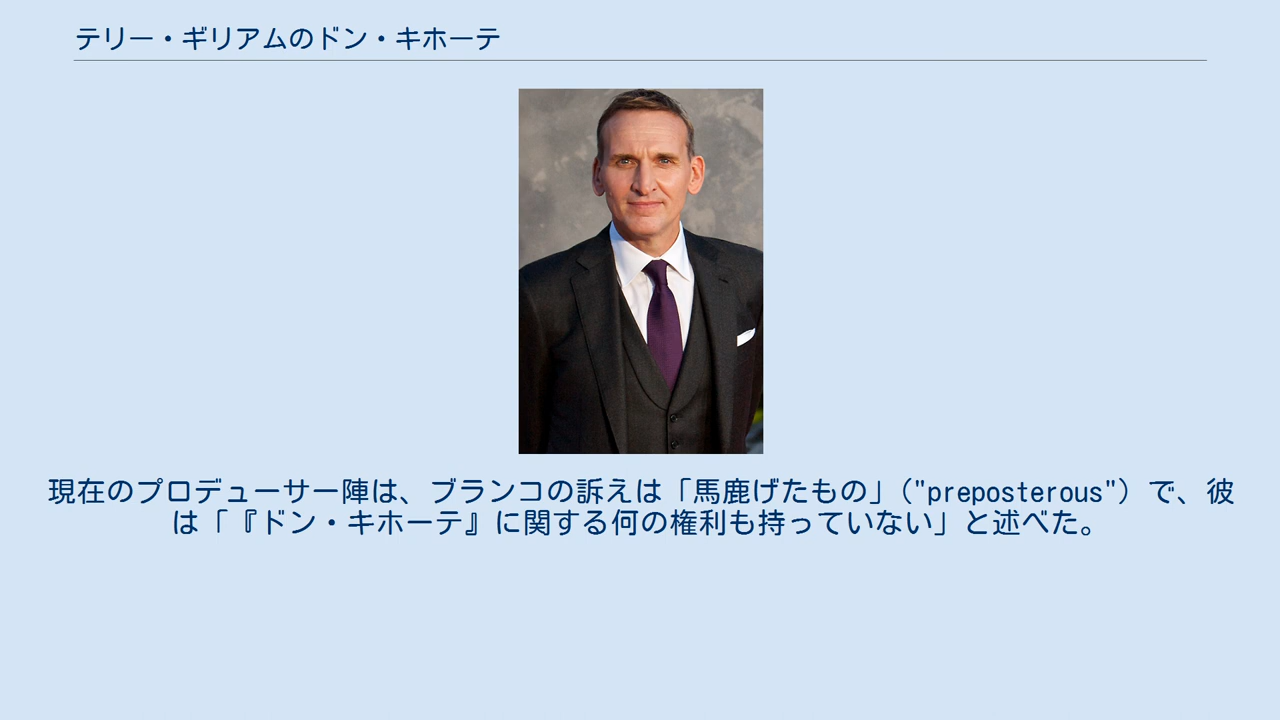 テリー・ギリアムのドン・キホーテ
現在のプロデューサー陣は、ブランコの訴えは「馬鹿げたもの」("preposterous") で、彼
は「『ドン・キホーテ』に関する何の権利も持っていない」と述べた。